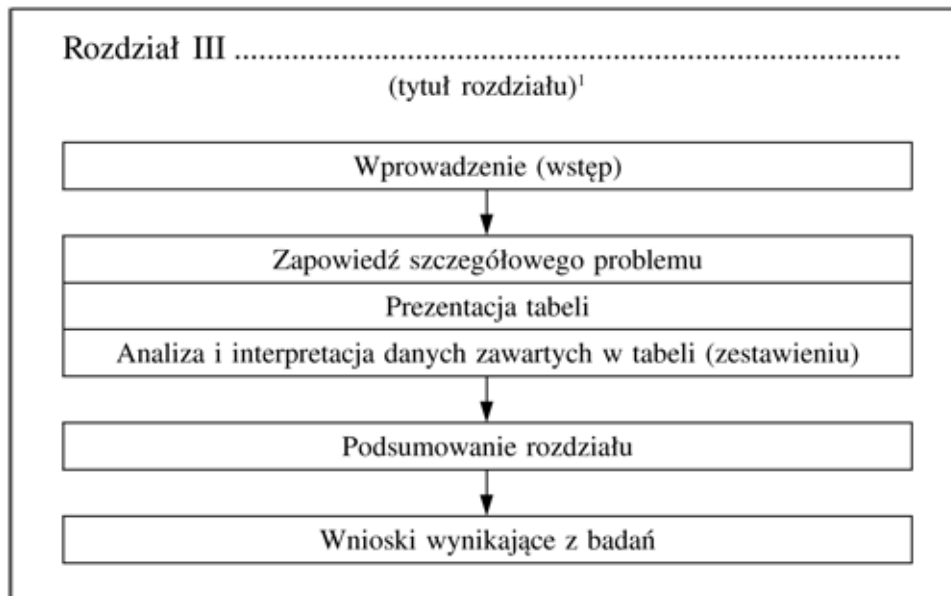 Rozdział III ....................................................................................
(tytuł rozdziału)¹
Wprowadzenie (wstęp)
Zapowiedź szczegółowego problemu
Prezentacja tabeli
Analiza i interpretacja danych zawartych w tabeli (zestawieniu)
Podsumowanie rozdziału
Wnioski wynikające z badań